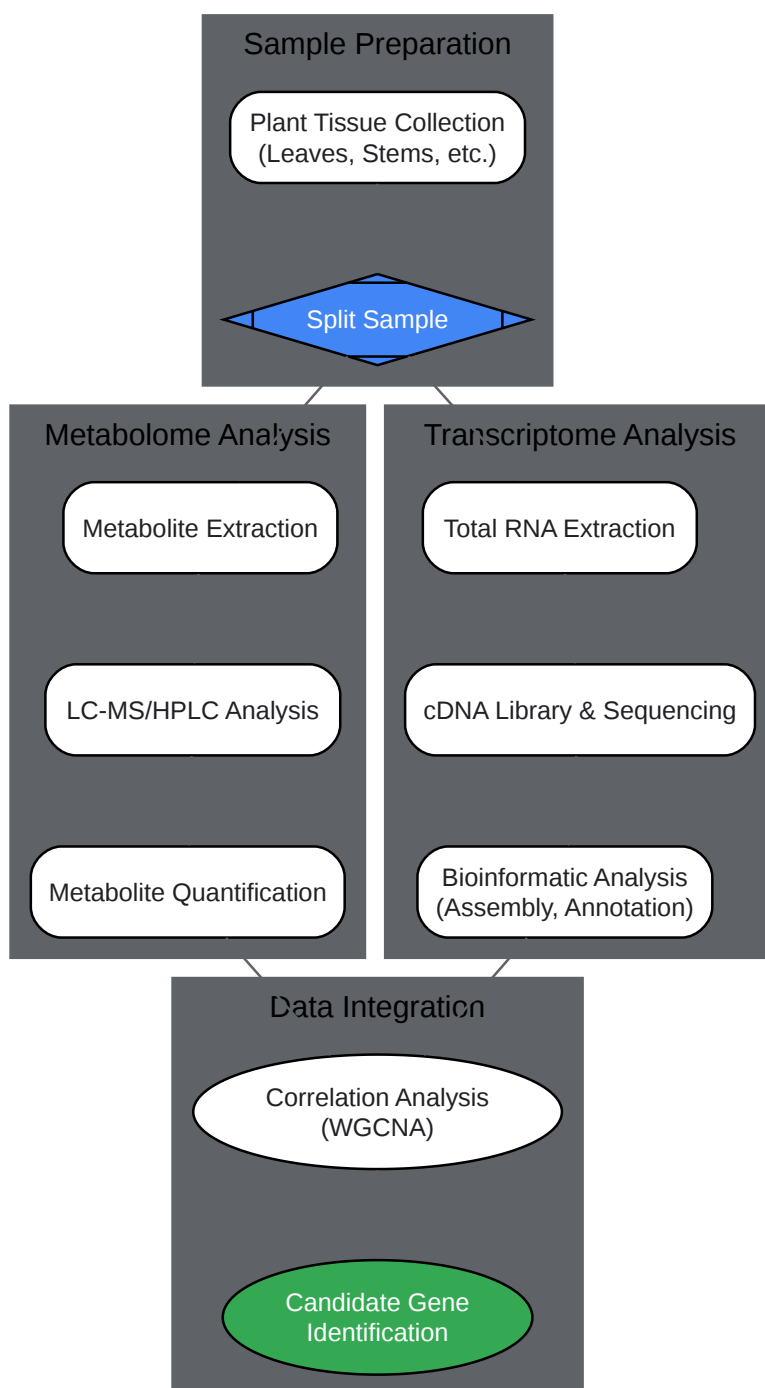 Sample Preparation
Plant Tissue Collection
(Leaves, Stems, etc.)
Split Sample
Metabolome Analysis
Metabolite Extraction
LC-MS/HPLC Analysis
Metabolite Quantification
Transcriptome Analysis
Total RNA Extraction
cDNA Library & Sequencing
Bioinformatic Analysis
(Assembly, Annotation)
Data Integration
Correlation Analysis
(WGCNA)
Candidate Gene
Identification